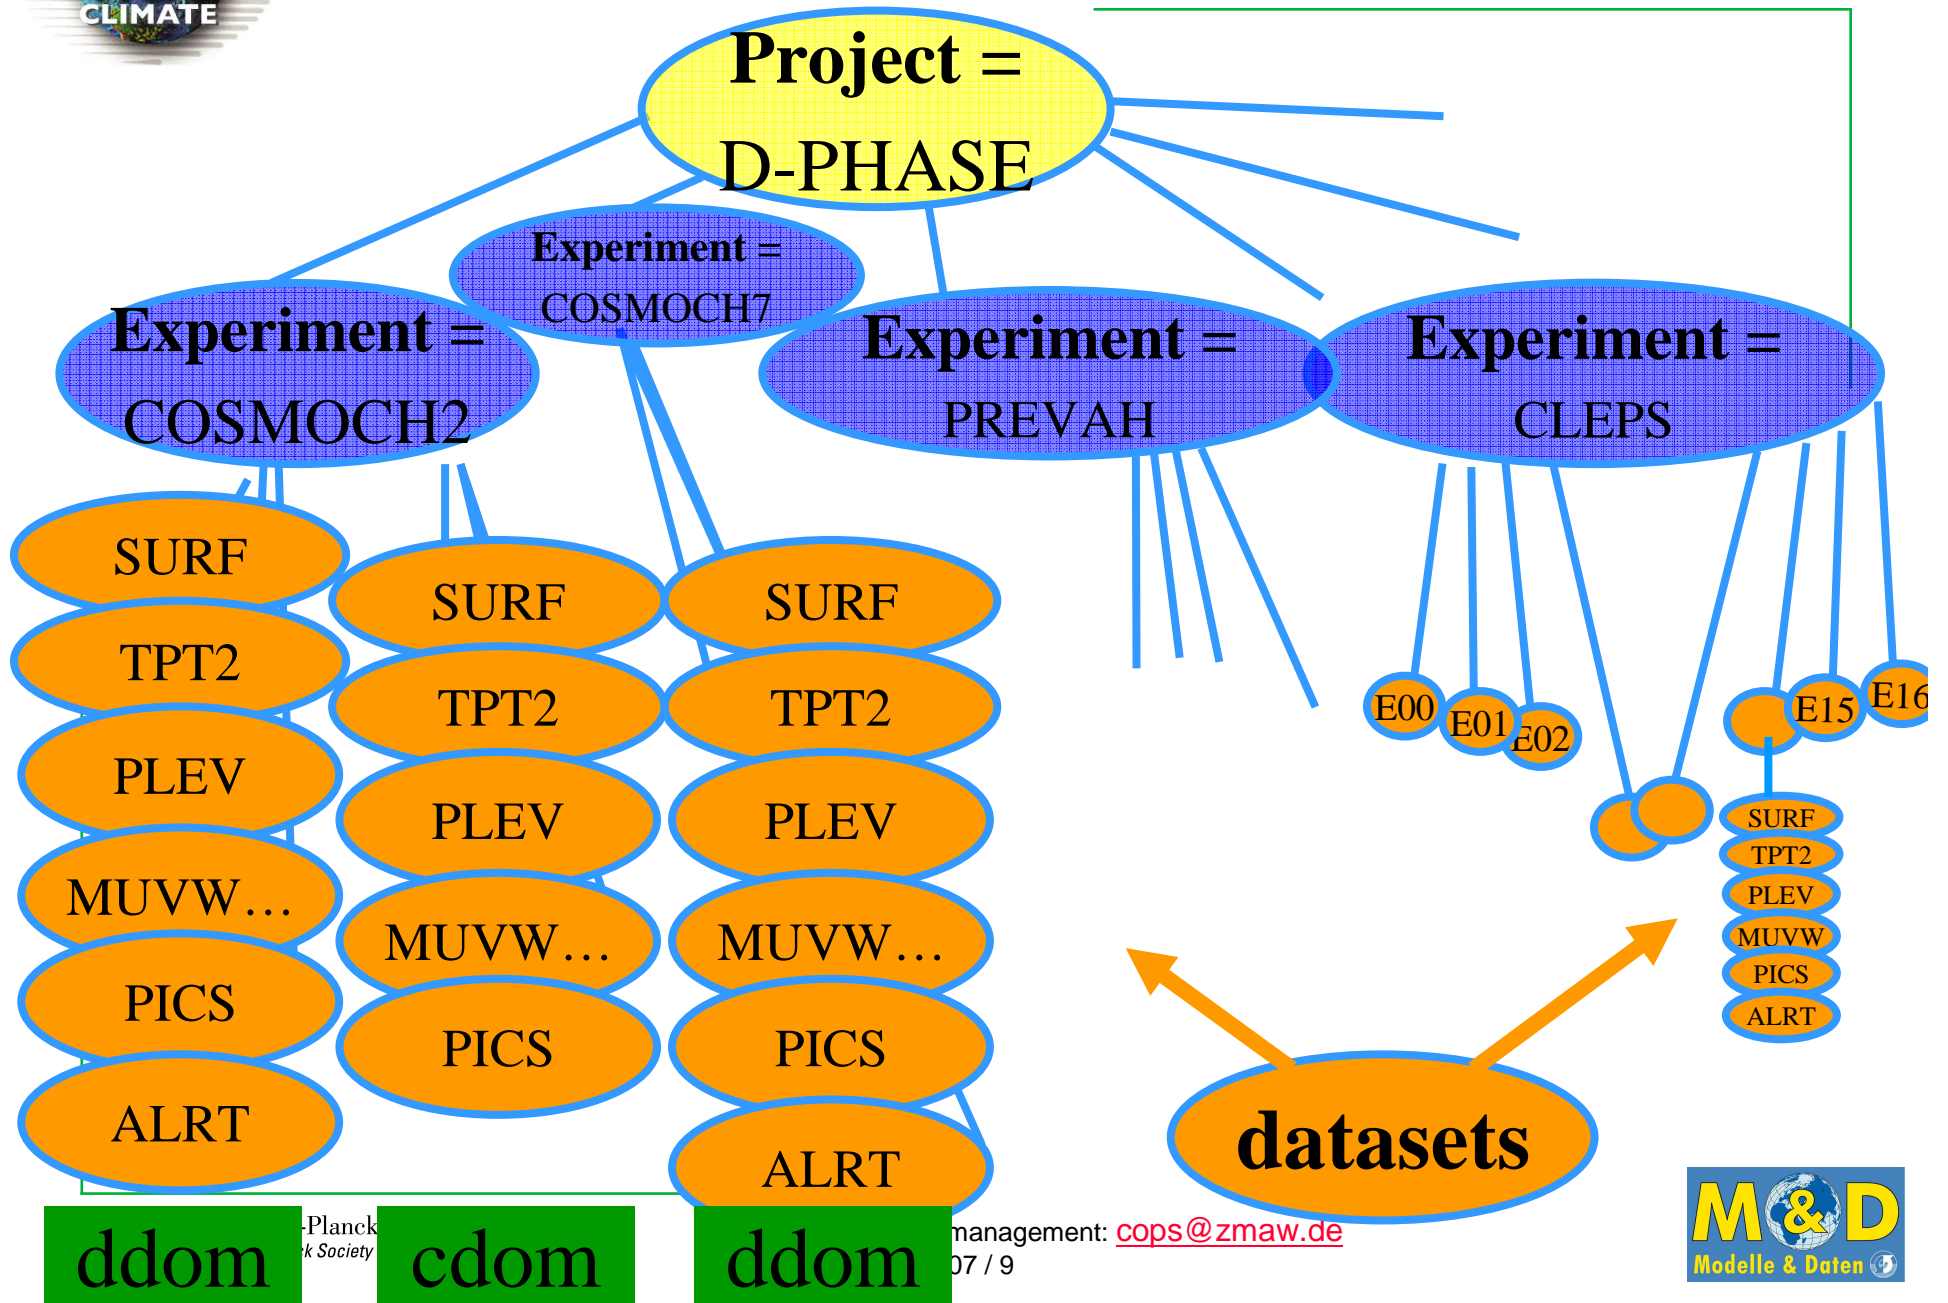 CLIMATE
Project =
D-PHASE
Experiment =
COSMOCH7
Experiment =
COSMOCH2
Experiment =
PREVAH
Experiment =
CLEPS
SURF
TPT2
PLEV
MUVW…
PICS
ALRT
SURF
TPT2
PLEV
MUVW…
PICS
SURF
TPT2
PLEV
MUVW…
PICS
ALRT
E00
E01
E02
E15
E16
SURF
TPT2
PLEV
MUVW
PICS
ALRT
datasets
ddom
-Planck
k Society
cdom
ddom
management: cops@zmaw.de
07 / 9
M&D
Modelle & Daten